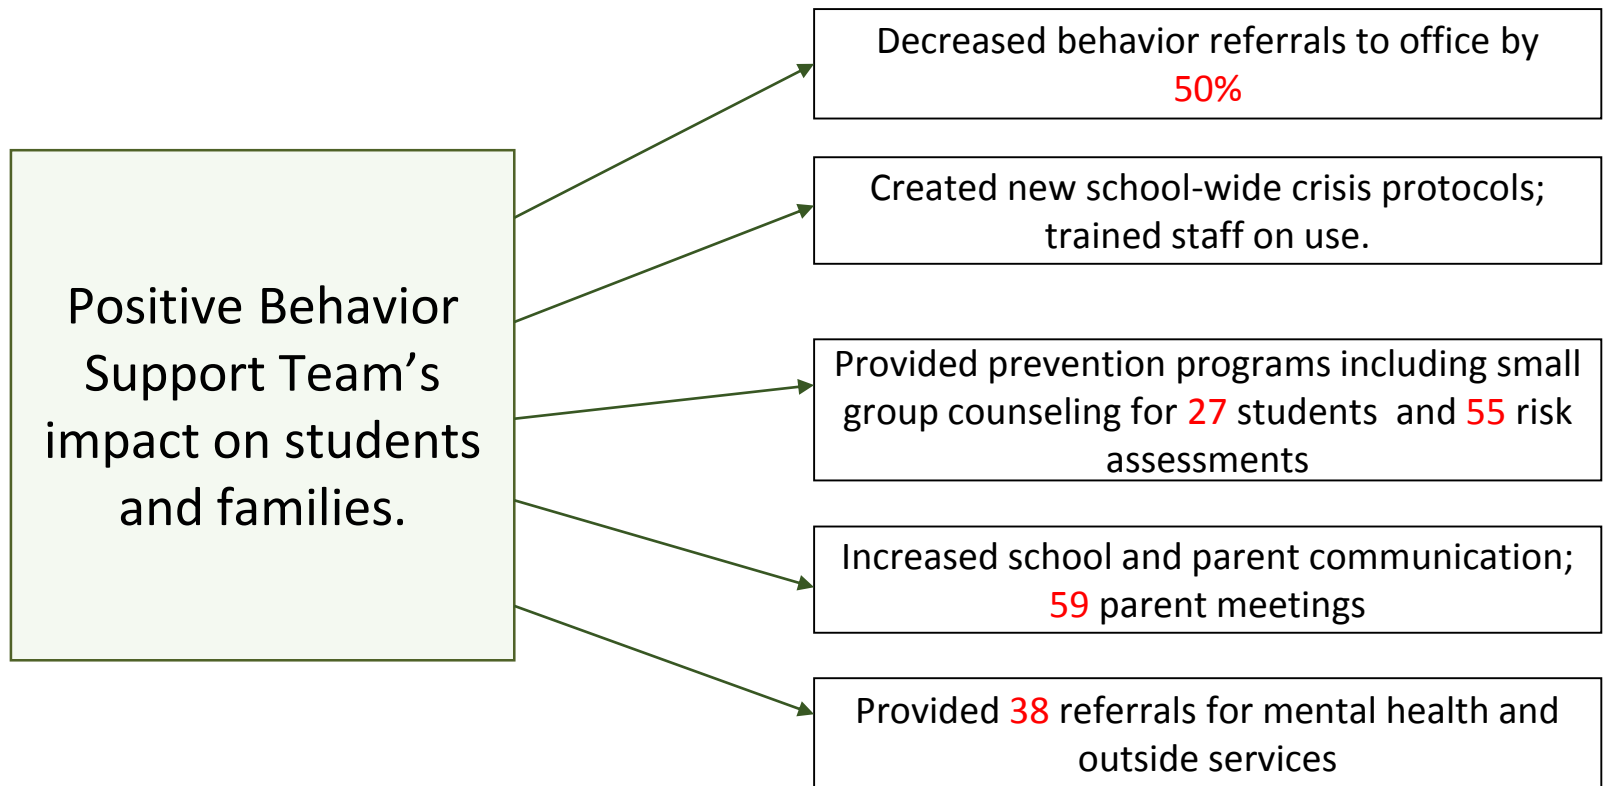 Positive Behavior
Support Team’s
impact on students
and families.
Decreased behavior referrals to office by
50%
Created new school-wide crisis protocols;
trained staff on use.
Provided prevention programs including small
group counseling for 27 students  and 55 risk
assessments
Increased school and parent communication;
59 parent meetings
Provided 38 referrals for mental health and
outside services